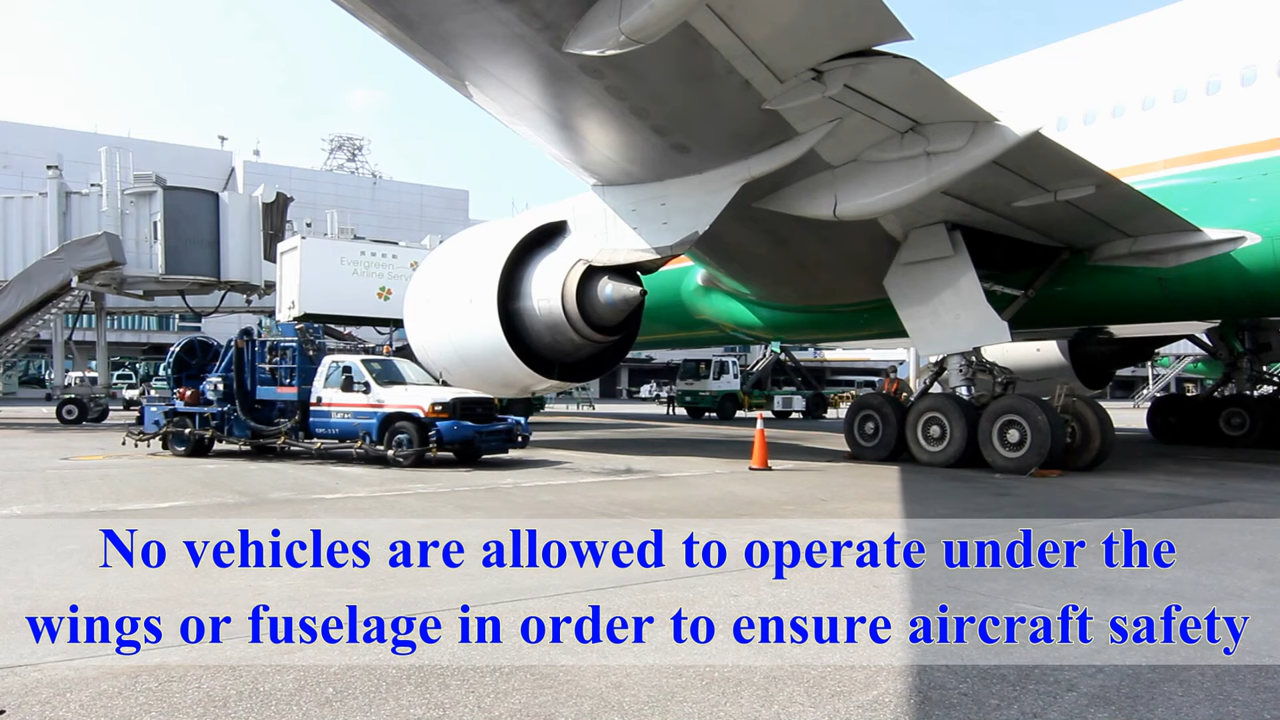 Evergreen
Airline Serv
No vehicles are allowed to operate under the
wings or fuselage in order to ensure aircraft safety